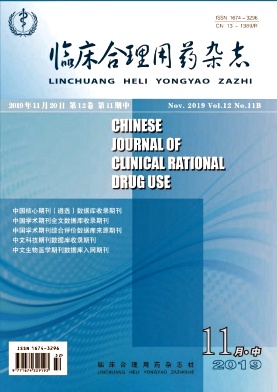 ISSN 1674-3296
CN 13-1389/R
临床合理用药杂志
LINCHUANG HELI YONGYAO ZAZHI
2019年11月20日 第12卷 第11期中
Nov. 2019 Vol.12 No.11B
CHINESE
JOURNAL OF
CLINICAL RATIONAL
DRUG USE
中国核心期刊（遴选）数据库收录期刊
中国学术期刊全文数据库收录期刊
中国学术期刊综合评价数据库来源期刊
中文科技期刊数据库收录期刊
中文生物医学期刊数据库入网期刊
ISSN 1674-3296
11月·中
2019
临床合理用药杂志社
LINCHUANG HELI YONGYAO ZAZHISHE